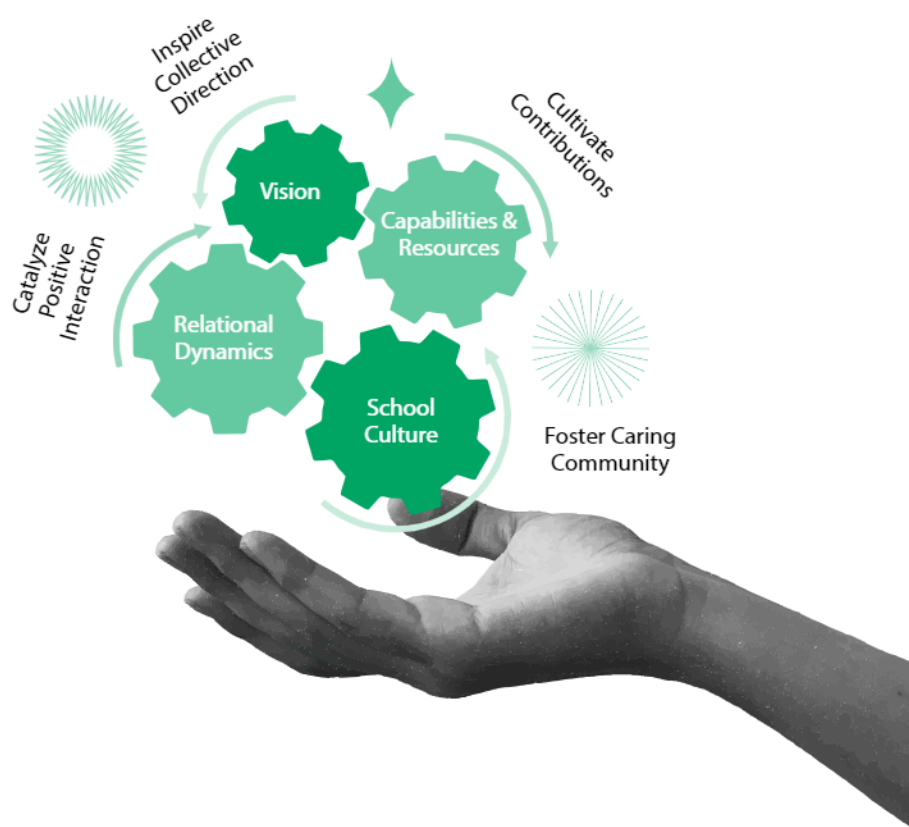 Inspire
Collective
Direction
Cultivate
Contributions
Vision
Capabilities &
Resources
Catalyze
Positive
Interaction
Relational
Dynamics
School
Culture
Foster Caring
Community